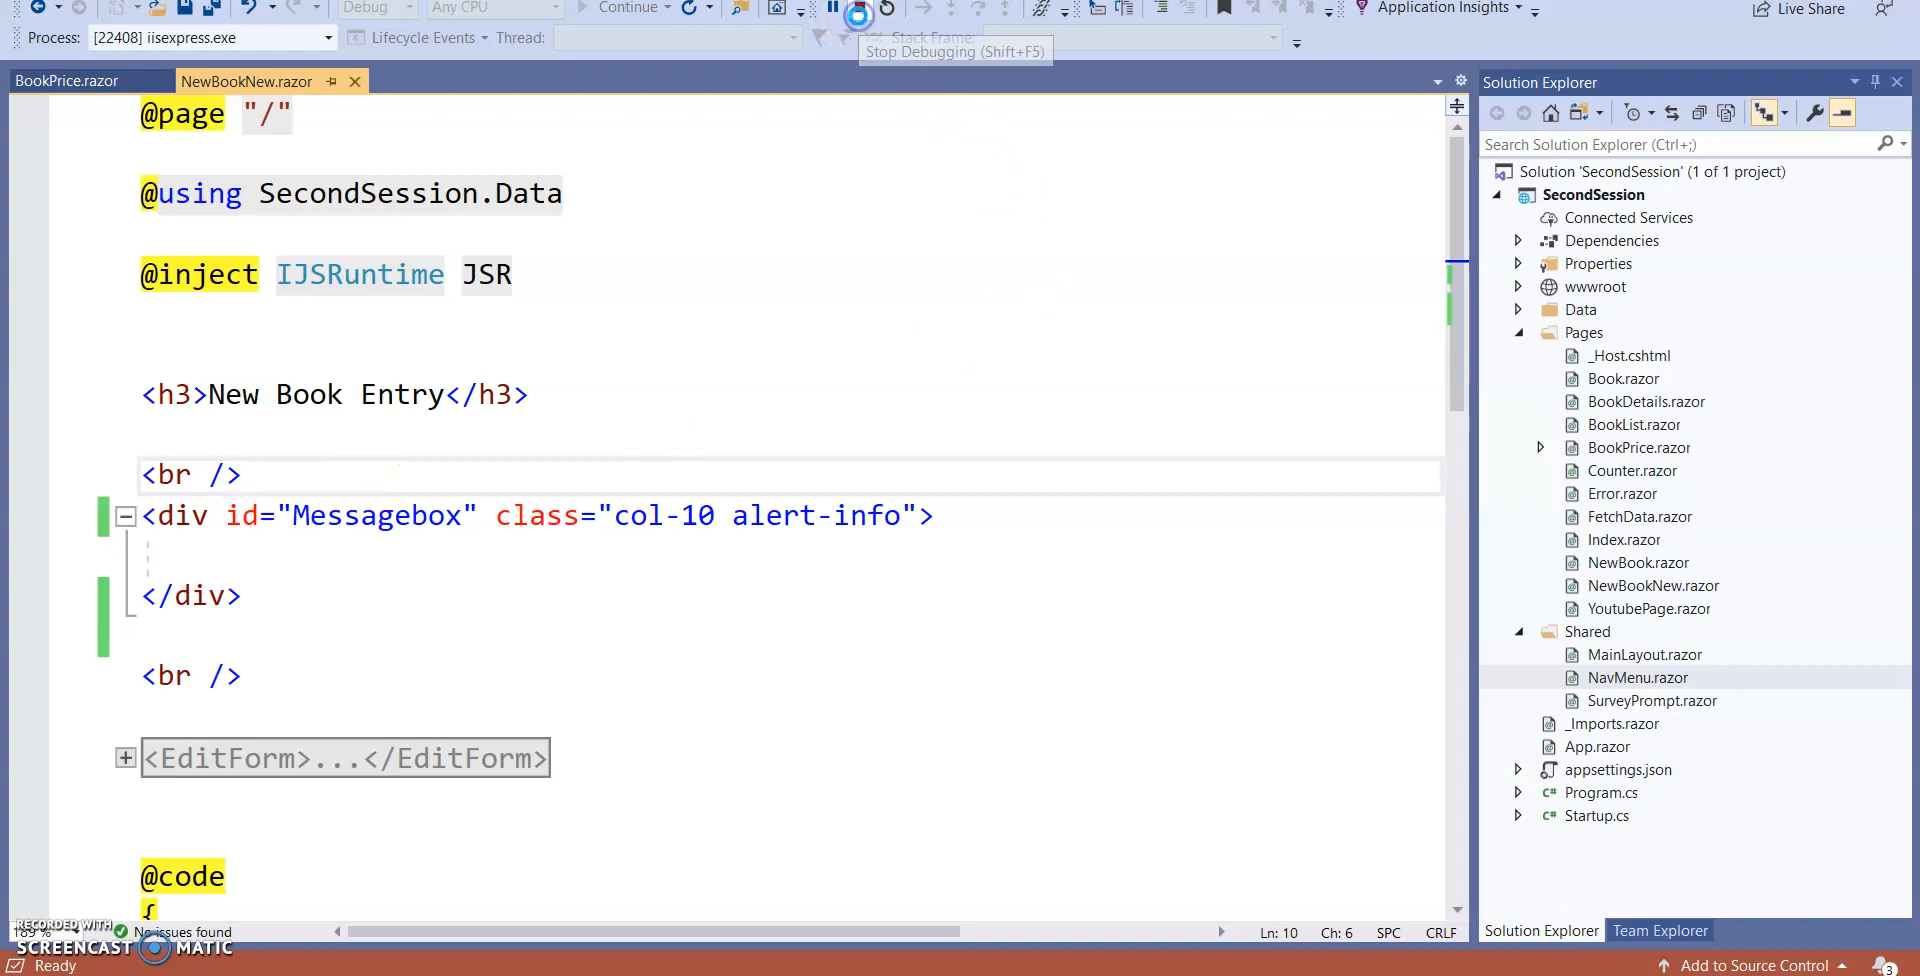 Debug
Any CPU
Continue
Application Insights
Live Share
Process:
[22408] iisexpress.exe
Lifecycle Events
Thread:
Stack Frame:
Stop Debugging (Shift+F5)
BookPrice.razor
NewBookNew.razor
@page "/"
@using SecondSession.Data
@inject IJSRuntime JSR
<h3>New Book Entry</h3>
<br />
<div id="Messagebox" class="col-10 alert-info">
</div>
<br />
<EditForm>...</EditForm>
@code
{
189 %
No issues found
Ln: 10
Ch: 6
SPC
CRLF
RECORDED WITH
SCREENCAST MATIC
Ready
Solution Explorer
Search Solution Explorer (Ctrl+;)
Solution 'SecondSession' (1 of 1 project)
SecondSession
Connected Services
Dependencies
Properties
wwwroot
Data
Pages
_Host.cshtml
Book.razor
BookDetails.razor
BookList.razor
BookPrice.razor
Counter.razor
Error.razor
FetchData.razor
Index.razor
NewBook.razor
NewBookNew.razor
YoutubePage.razor
Shared
MainLayout.razor
NavMenu.razor
SurveyPrompt.razor
_Imports.razor
App.razor
appsettings.json
C# Program.cs
C# Startup.cs
Solution Explorer
Team Explorer
Add to Source Control
3